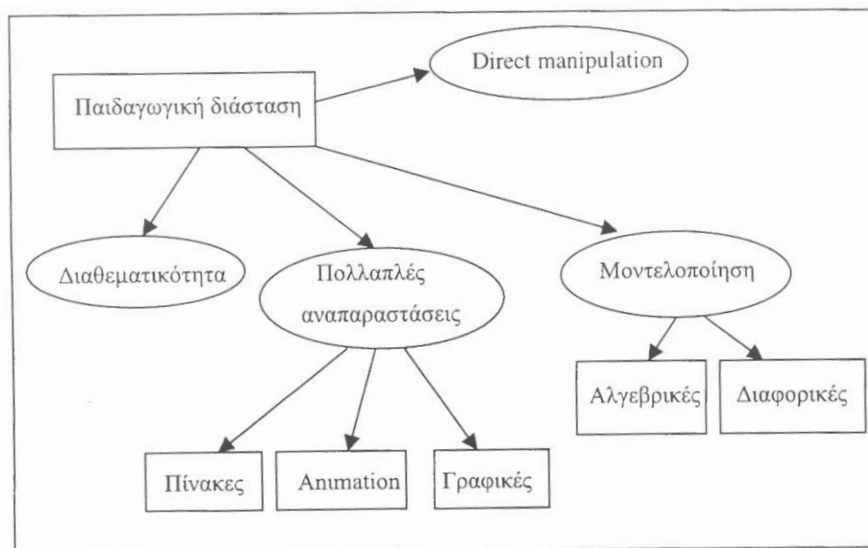 Direct manipulation
Παιδαγωγική διάσταση
Διαθεματικότητα
Πολλαπλές
αναπαραστάσεις
Μοντελοποίηση
Αλγεβρικές
Διαφορικές
Πίνακες
Animation
Γραφικές